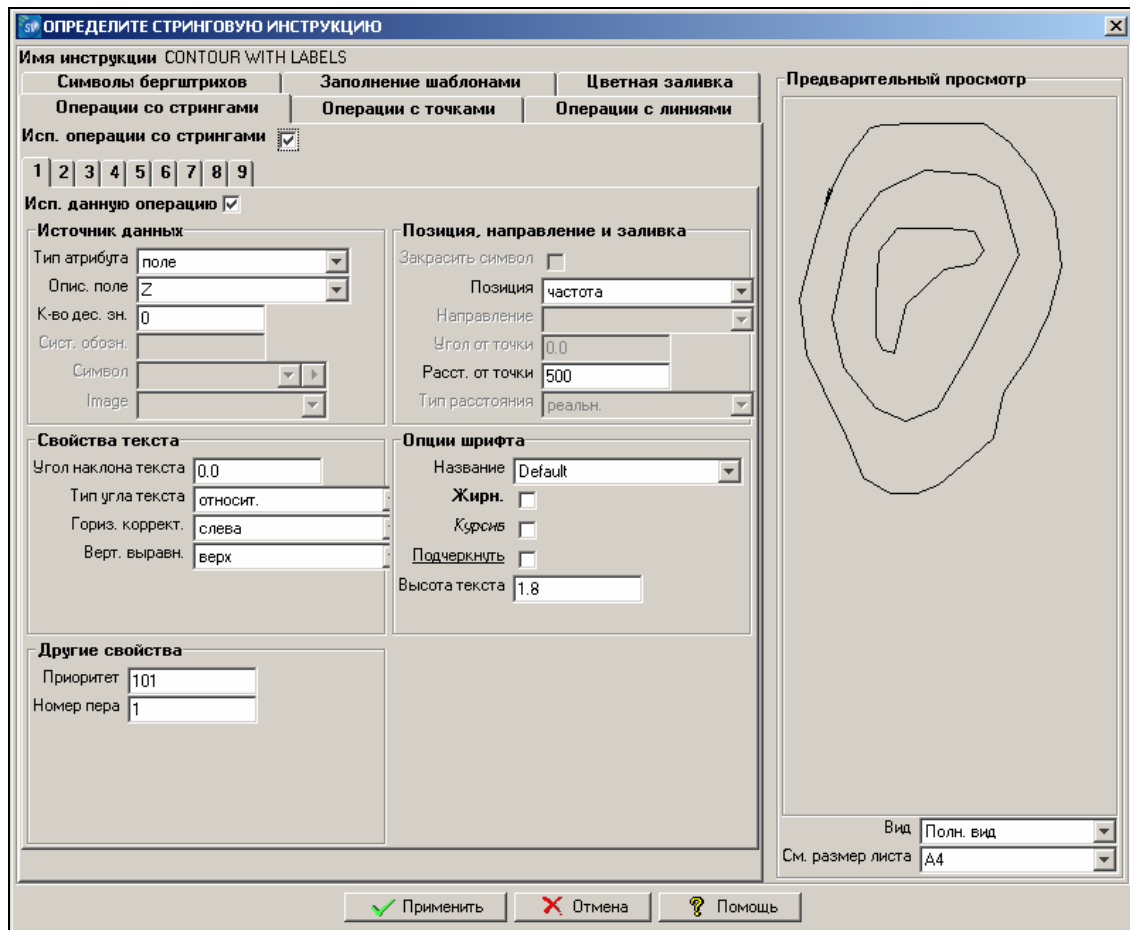 ОПРЕДЕЛИТЕ СТРИНГОВУЮ ИНСТРУКЦИЮ
Имя инструкции CONTOUR WITH LABELS
Символы бергштрихов Заполнение шаблонами Цветная заливка
Операции со стрингами Операции с точками Операции с линиями
Исп. операции со стрингами
1 2 3 4 5 6 7 8 9
Исп. данную операцию
Источник данных
Тип атрибута поле
Опис. поле Z
К-во дес. зн. 0
Сист. обозн.
Символ
Image
Позиция, направление и заливка
Закрасить символ
Позиция частота
Направление
Угол от точки 0.0
Расст. от точки 500
Тип расстояния реальн.
Свойства текста
Угол наклона текста 0.0
Тип угла текста относит.
Гориз. коррект. слева
Верт. выравн. верх
Опции шрифта
Название Default
Жирн.
Курсив
Подчеркнуть
Высота текста 1.8
Другие свойства
Приоритет 101
Номер пера 1
Предварительный просмотр
Вид Полн. вид
См. размер листа A4
Применить Отмена Помощь